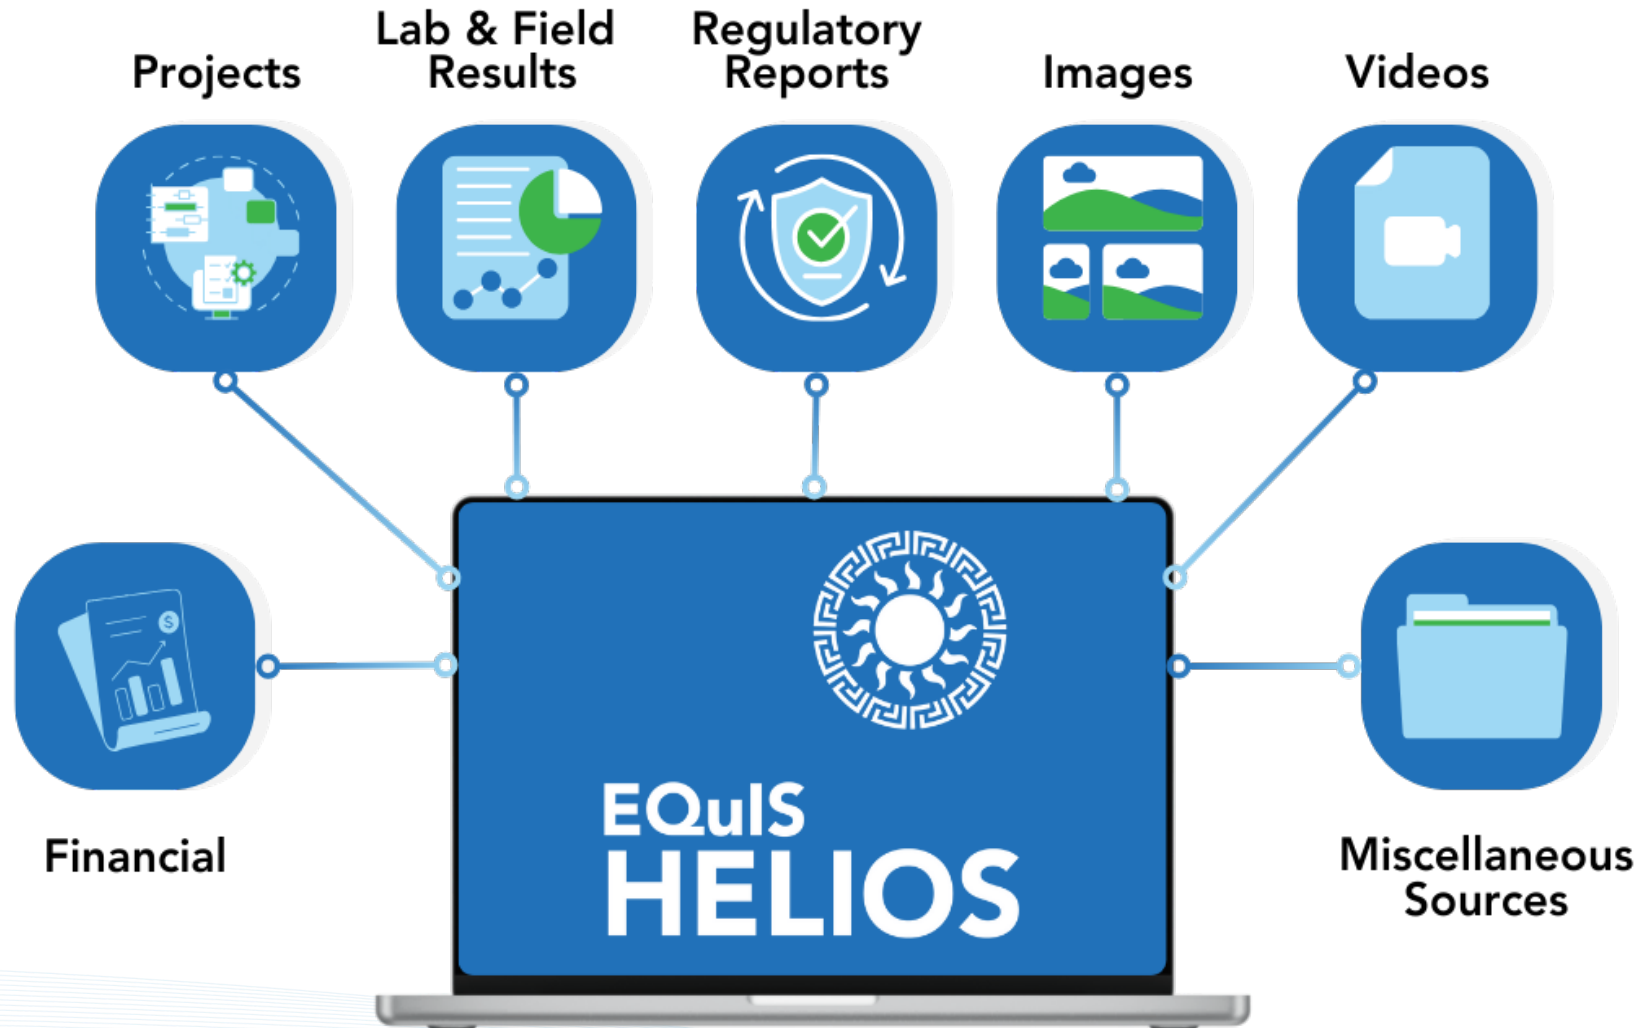 Projects
Lab & Field
Results
Regulatory
Reports
Images
Videos
$
Financial
EQuIS
HELIOS
Miscellaneous
Sources